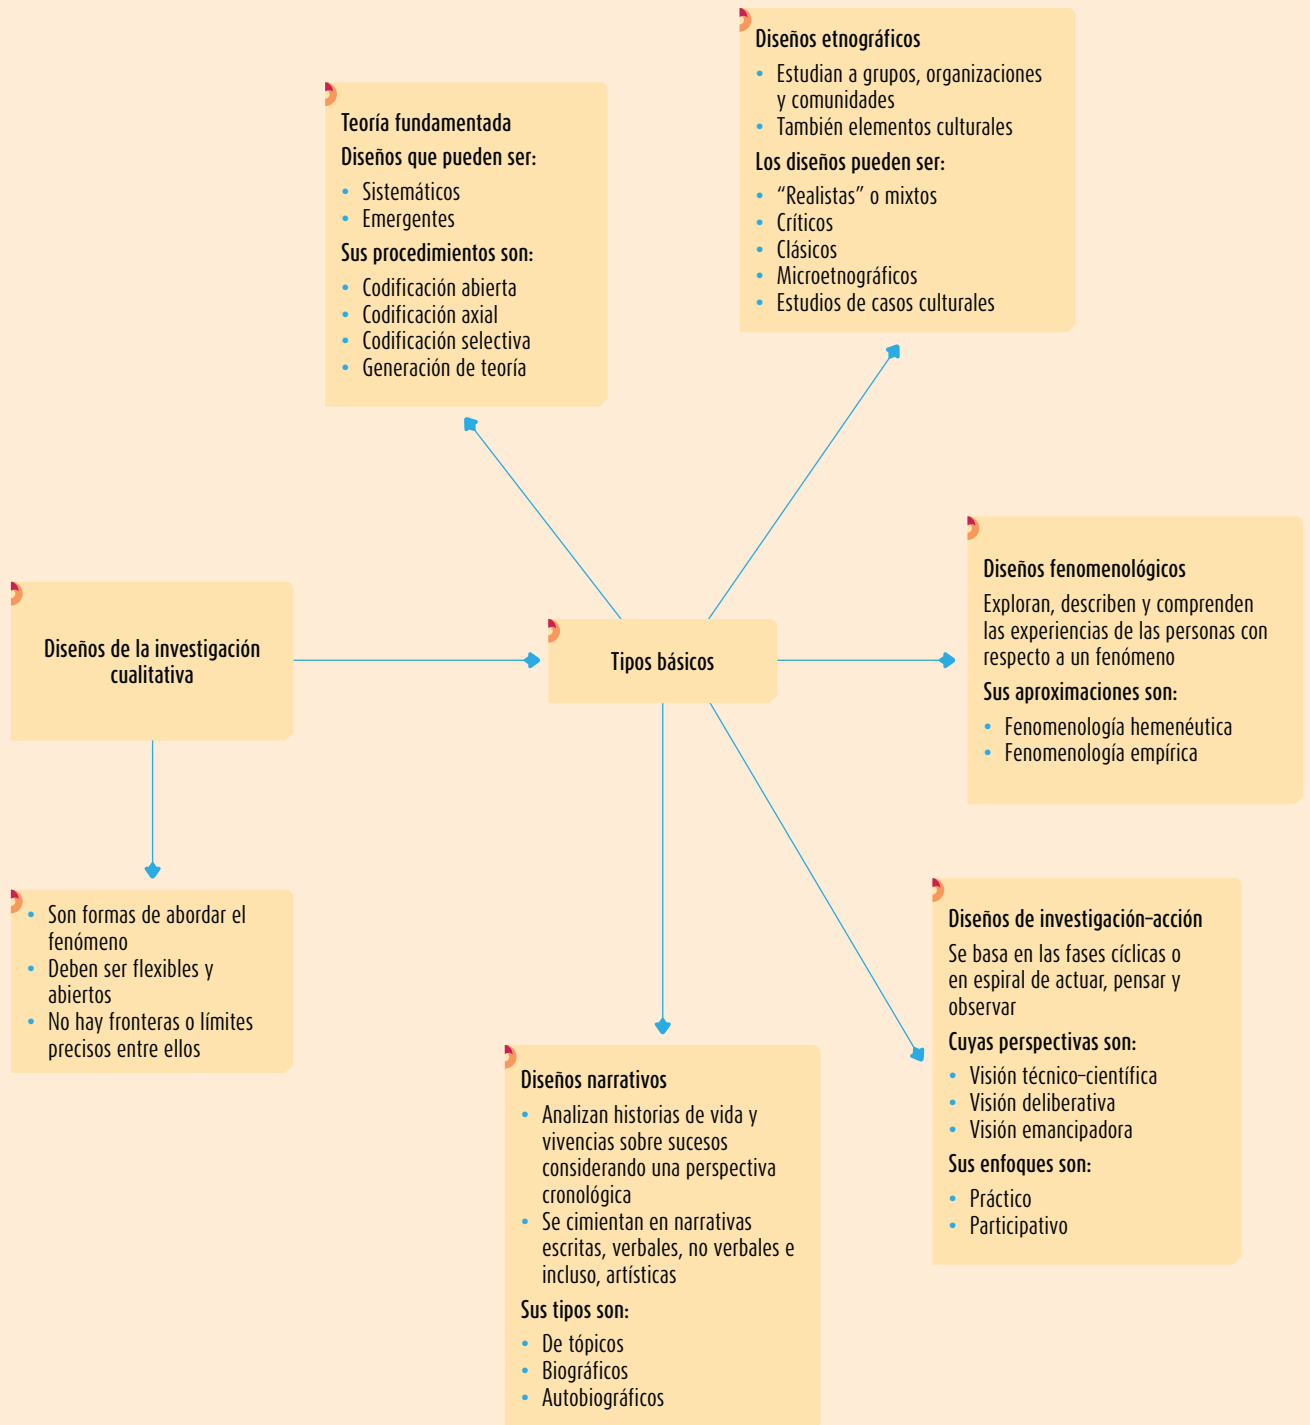 Diseños etnográficos
• Estudian a grupos, organizaciones
y comunidades
• También elementos culturales
Los diseños pueden ser:
• “Realistas” o mixtos
• Críticos
• Clásicos
• Microetnográficos
• Estudios de casos culturales
Teoría fundamentada
Diseños que pueden ser:
• Sistemáticos
• Emergentes
Sus procedimientos son:
• Codificación abierta
• Codificación axial
• Codificación selectiva
• Generación de teoría
Diseños de la investigación
cualitativa
Tipos básicos
Diseños fenomenológicos
Exploran, describen y comprenden
las experiencias de las personas con
respecto a un fenómeno
Sus aproximaciones son:
• Fenomenología hemenéutica
• Fenomenología empírica
• Son formas de abordar el
fenómeno
• Deben ser flexibles y
abiertos
• No hay fronteras o límites
precisos entre ellos
Diseños de investigación-acción
Se basa en las fases cíclicas o
en espiral de actuar, pensar y
observar
Cuyas perspectivas son:
• Visión técnico-científica
• Visión deliberativa
• Visión emancipadora
Sus enfoques son:
• Práctico
• Participativo
Diseños narrativos
• Analizan historias de vida y
vivencias sobre sucesos
considerando una perspectiva
cronológica
• Se cimientan en narrativas
escritas, verbales, no verbales e
incluso, artísticas
Sus tipos son:
• De tópicos
• Biográficos
• Autobiográficos